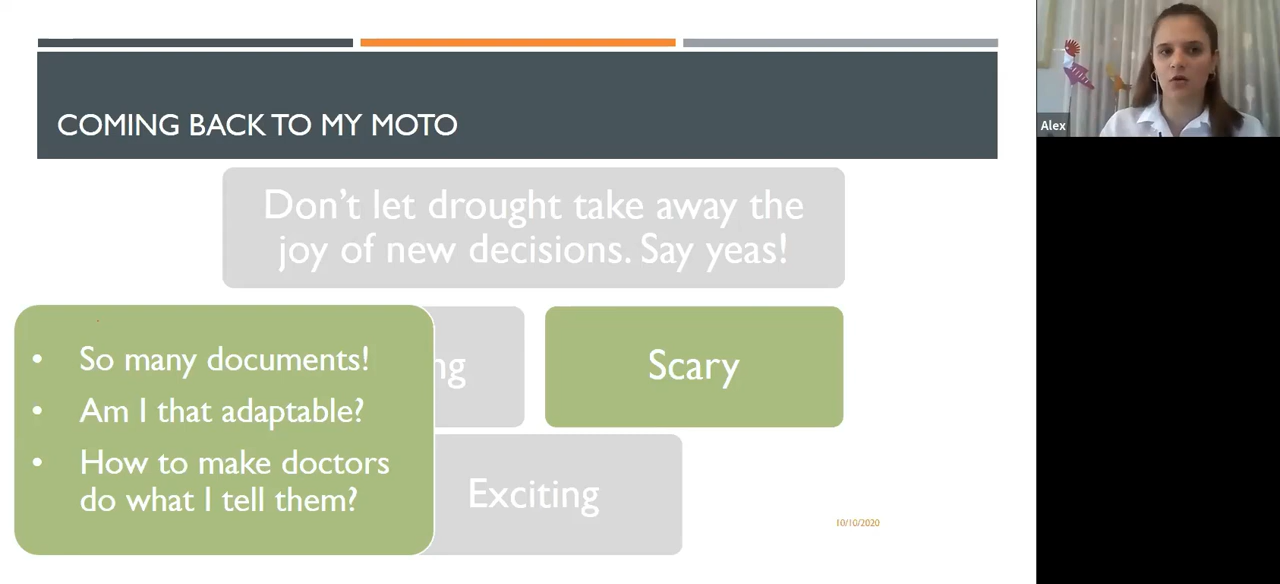 COMING BACK TO MY MOTO
Alex
Don't let drought take away the
joy of new decisions. Say yeas!
• So many documents!
• Am I that adaptable?
• How to make doctors
do what I tell them?
Scary
Exciting
10/10/2020